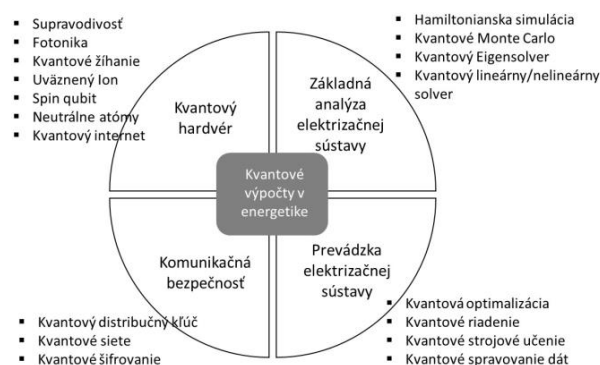 ▪ Supravodivosť
▪ Fotonika
▪ Kvantové žíhanie
▪ Uväznený Ion
▪ Spin qubit
▪ Neutrálne atómy
▪ Kvantový internet
▪ Hamiltonianska simulácia
▪ Kvantové Monte Carlo
▪ Kvantový Eigensolver
▪ Kvantový lineárny/nelineárny
solver
Kvantový
hardvér
Základná
analýza
elektrizačnej
sústavy
Kvantové
výpočty v
energetike
Komunikačná
bezpečnosť
Prevádzka
elektrizačnej
sústavy
▪ Kvantový distribučný kľúč
▪ Kvantové siete
▪ Kvantové šifrovanie
▪ Kvantová optimalizácia
▪ Kvantové riadenie
▪ Kvantové strojové učenie
▪ Kvantové spravovanie dát